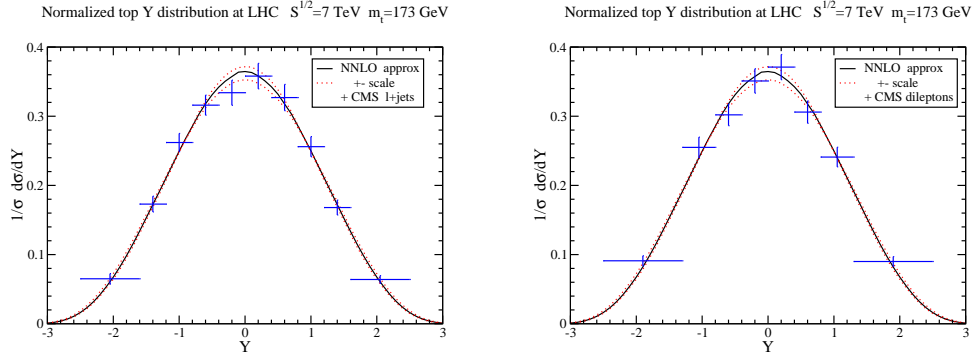 Normalized top Y distribution at LHC S^1/2=7 TeV m_t=173 GeV
0.4
0.3
0.2
0.1
0
1/σ dσ/dY
NNLO approx
+- scale
+ CMS l+jets
-3 -2 -1 0 1 2 3
Y
Normalized top Y distribution at LHC S^1/2=7 TeV m_t=173 GeV
0.4
0.3
0.2
0.1
0
1/σ dσ/dY
NNLO approx
+- scale
+ CMS dileptons
-3 -2 -1 0 1 2 3
Y